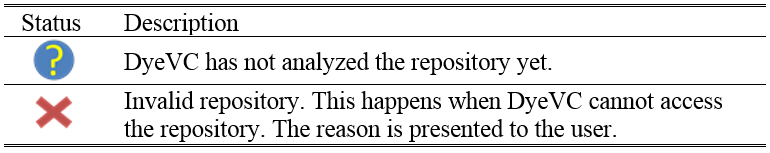 Status Description
? DyeVC has not analyzed the repository yet.
Invalid repository. This happens when DyeVC cannot access
the repository. The reason is presented to the user.